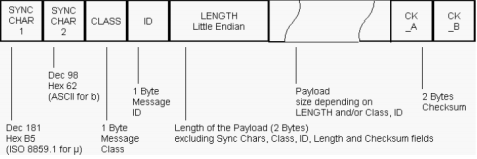 SYNC CHAR 1
SYNC CHAR 2
CLASS
ID
LENGTH
Little Endian
CK _A
CK _B
Dec 98
Hex 62
(ASCII for b)
1 Byte
Message
ID
Payload
size depending on
LENGTH and/or Class, ID
2 Bytes
Checksum
Dec 181
Hex B5
(ISO 8859.1 for µ)
1 Byte
Message
Class
Length of the Payload (2 Bytes)
excluding Sync Chars, Class, ID, Length and Checksum fields